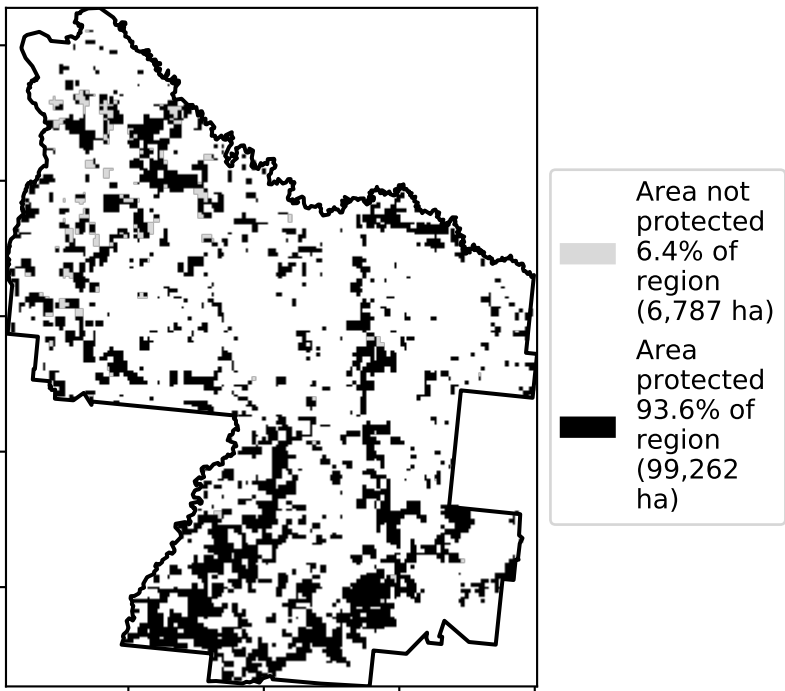 Area not
protected
6.4% of
region
(6,787 ha)
Area
protected
93.6% of
region
(99,262
ha)